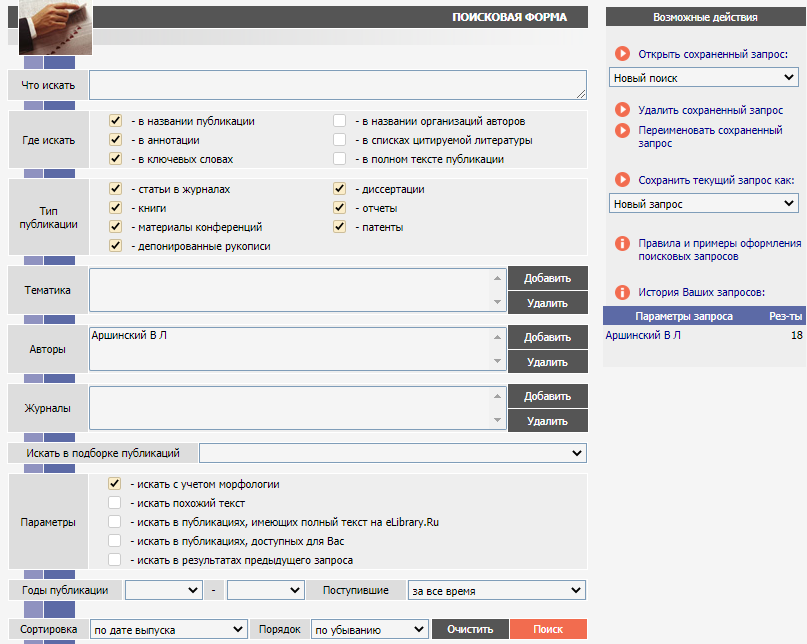 ПОИСКОВАЯ ФОРМА
Что искать
Где искать
- в названии публикации
- в названии организаций авторов
- в аннотации
- в списках цитируемой литературы
- в ключевых словах
- в полном тексте публикации
Тип
публикации
- статьи в журналах
- диссертации
- книги
- отчеты
- материалы конференций
- патенты
- депонированные рукописи
Тематика
Добавить
Удалить
Авторы
Аршинский В Л
Добавить
Удалить
Журналы
Добавить
Удалить
Искать в подборке публикаций
Параметры
- искать с учетом морфологии
- искать похожий текст
- искать в публикациях, имеющих полный текст на eLibrary.Ru
- искать в публикациях, доступных для Вас
- искать в результатах предыдущего запроса
Годы публикации - Поступившие за все время
Сортировка по дате выпуска Порядок по убыванию Очистить Поиск
Возможные действия
Открыть сохраненный запрос:
Новый поиск
Удалить сохраненный запрос
Переименовать сохраненный
запрос
Сохранить текущий запрос как:
Новый запрос
Правила и примеры оформления
поисковых запросов
История Ваших запросов:
Параметры запроса Рез-ты
Аршинский В Л 18